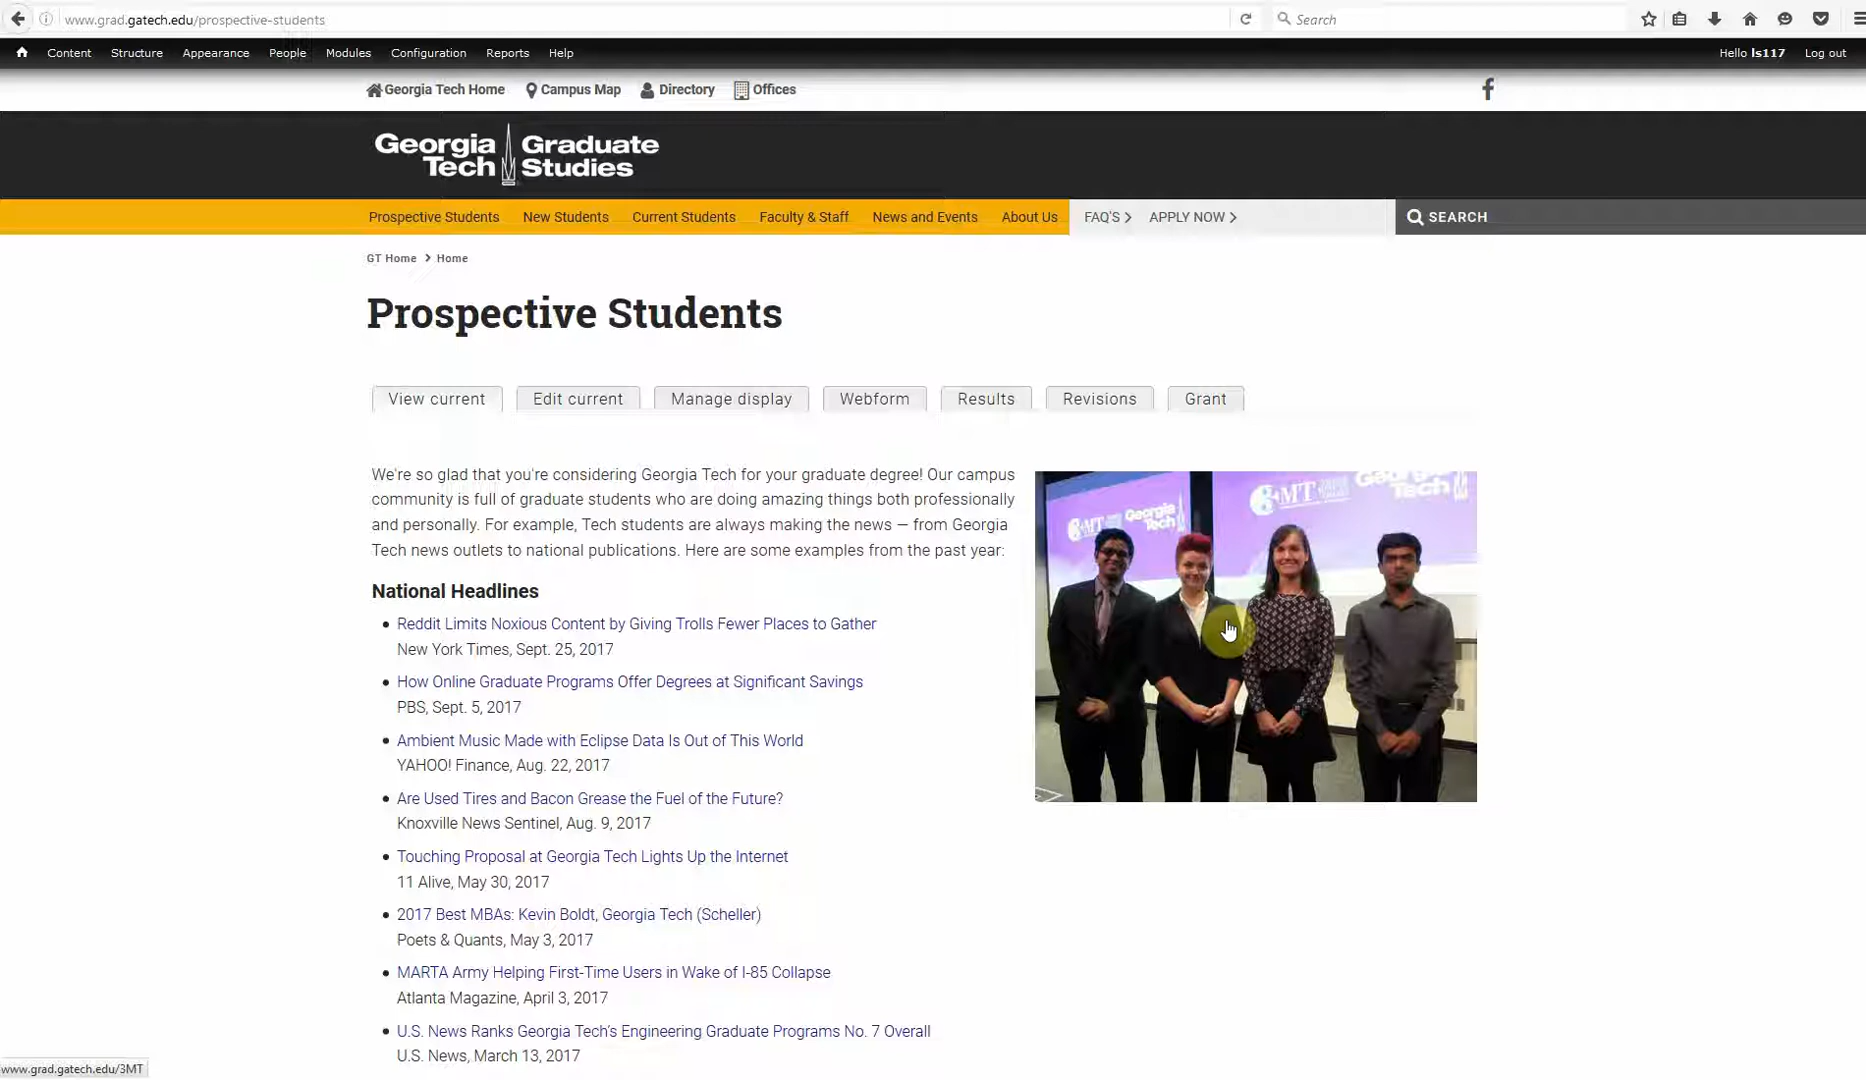 www.grad.gatech.edu/prospective-students
Search
Content Structure Appearance People Modules Configuration Reports Help
Hello ls117 Log out
Georgia Tech Home Campus Map Directory Offices
Georgia Tech Graduate Studies
Prospective Students New Students Current Students Faculty & Staff News and Events About Us FAQ'S APPLY NOW SEARCH
GT Home Home
Prospective Students
View current Edit current Manage display Webform Results Revisions Grant
We're so glad that you're considering Georgia Tech for your graduate degree! Our campus
community is full of graduate students who are doing amazing things both professionally
and personally. For example, Tech students are always making the news — from Georgia
Tech news outlets to national publications. Here are some examples from the past year:
3MT Georgia Tech
3MT Georgia Tech
National Headlines
Reddit Limits Noxious Content by Giving Trolls Fewer Places to Gather
New York Times, Sept. 25, 2017
How Online Graduate Programs Offer Degrees at Significant Savings
PBS, Sept. 5, 2017
Ambient Music Made with Eclipse Data Is Out of This World
YAHOO! Finance, Aug. 22, 2017
Are Used Tires and Bacon Grease the Fuel of the Future?
Knoxville News Sentinel, Aug. 9, 2017
Touching Proposal at Georgia Tech Lights Up the Internet
11 Alive, May 30, 2017
2017 Best MBAs: Kevin Boldt, Georgia Tech (Scheller)
Poets & Quants, May 3, 2017
MARTA Army Helping First-Time Users in Wake of I-85 Collapse
Atlanta Magazine, April 3, 2017
U.S. News Ranks Georgia Tech's Engineering Graduate Programs No. 7 Overall
U.S. News, March 13, 2017
www.grad.gatech.edu/3MT